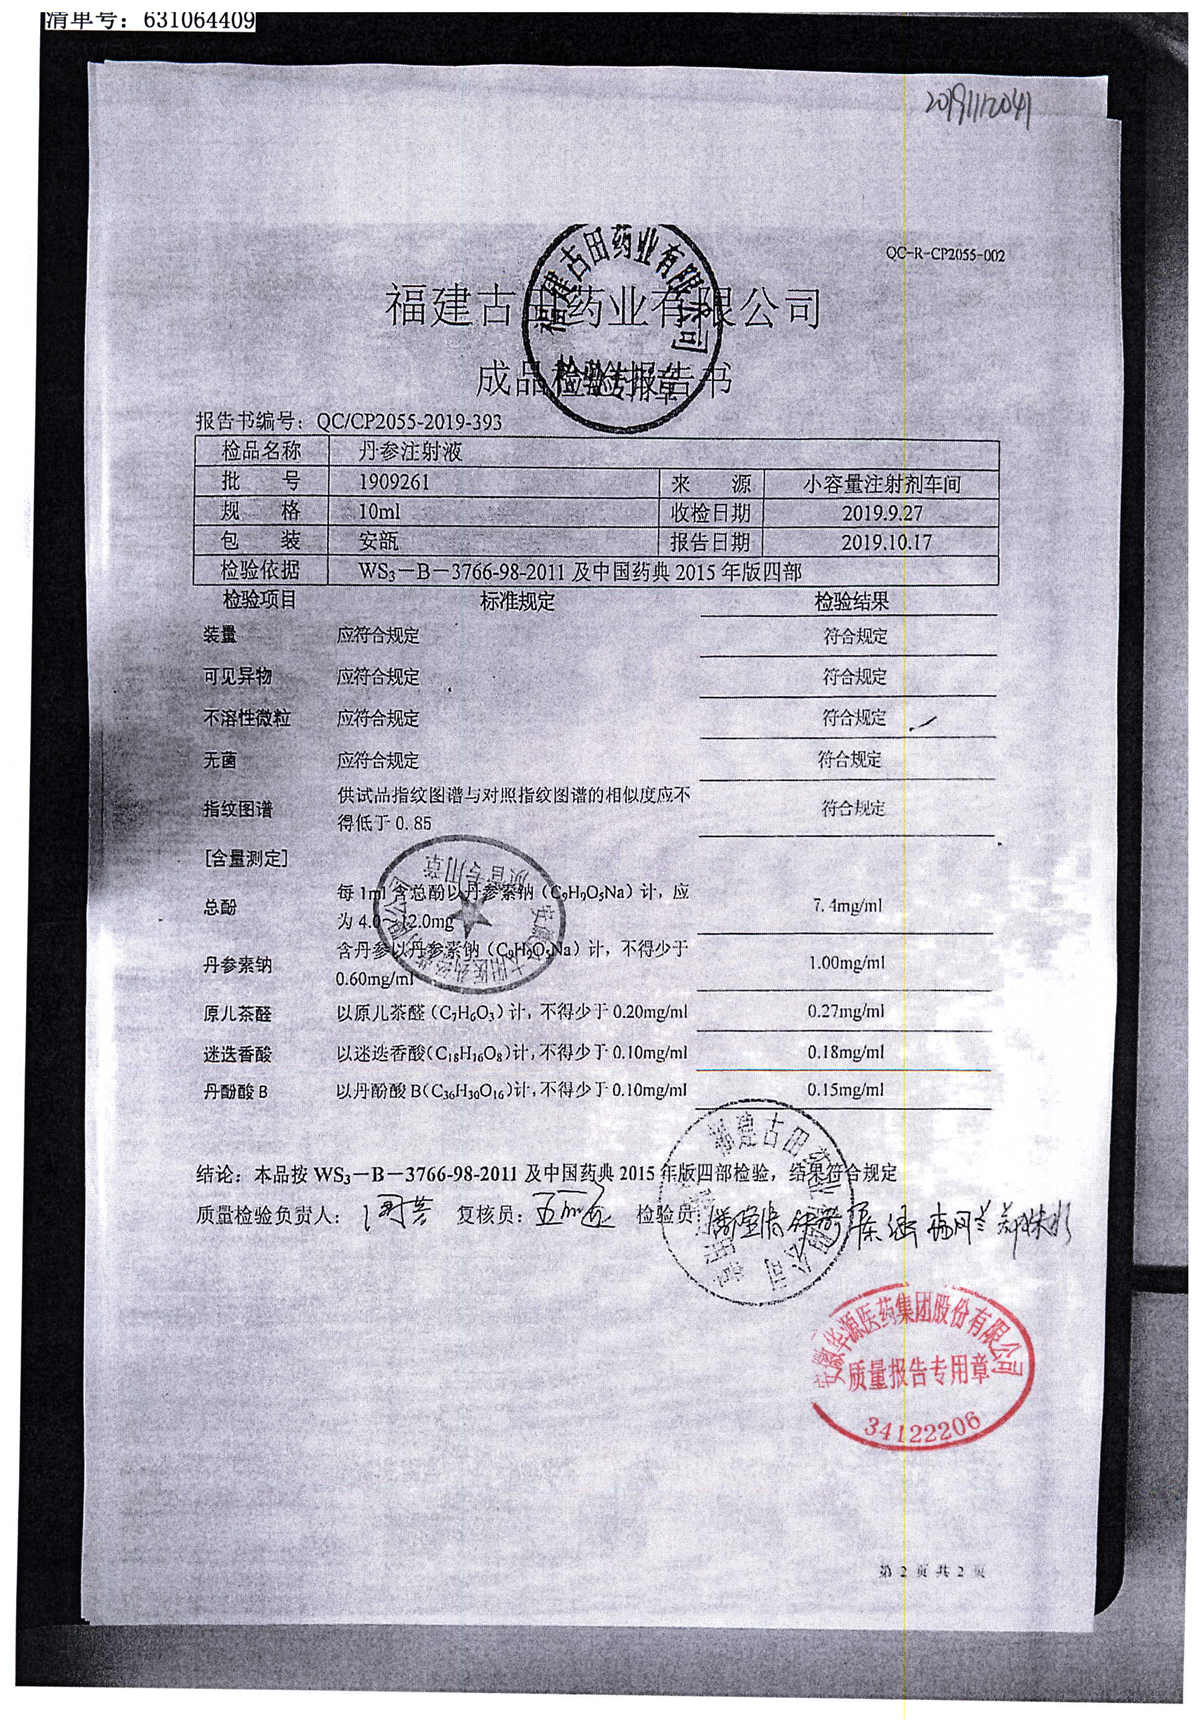 清单号：631064409
20191112041
QC-R-CP2055-002
福建古田药业有限公司
成品检验报告书
福建古田药业有限公司
检验专用章
报告书编号：QC/CP2055-2019-393
检品名称 丹参注射液
批 号 1909261 来 源 小容量注射剂车间
规 格 10ml 收检日期 2019.9.27
包 装 安瓿 报告日期 2019.10.17
检验依据 WS₃－B－3766-98-2011 及中国药典 2015 年版四部
检验项目 标准规定 检验结果
装量 应符合规定 符合规定
可见异物 应符合规定 符合规定
不溶性微粒 应符合规定 符合规定
无菌 应符合规定 符合规定
指纹图谱 供试品指纹图谱与对照指纹图谱的相似度应不
得低于 0.85 符合规定
[含量测定]
总酚 每 1ml 含总酚以丹参素钠（C₉H₉O₅Na）计，应
为 4.0～12.0mg 7.4mg/ml
丹参素钠 含丹参以丹参素钠（C₉H₉O₅Na）计，不得少于
0.60mg/ml 1.00mg/ml
原儿茶醛 以原儿茶醛（C₇H₆O₃）计，不得少于 0.20mg/ml 0.27mg/ml
迷迭香酸 以迷迭香酸（C₁₈H₁₆O₈）计，不得少于 0.10mg/ml 0.18mg/ml
丹酚酸 B 以丹酚酸 B（C₃₆H₃₀O₁₆）计，不得少于 0.10mg/ml 0.15mg/ml
结论：本品按 WS₃－B－3766-98-2011 及中国药典 2015 年版四部检验，结果符合规定
质量检验负责人： 复核员： 检验员：
安徽华源医药集团股份有限公司
质量报告专用章
34122206
第 2 页 共 2 页